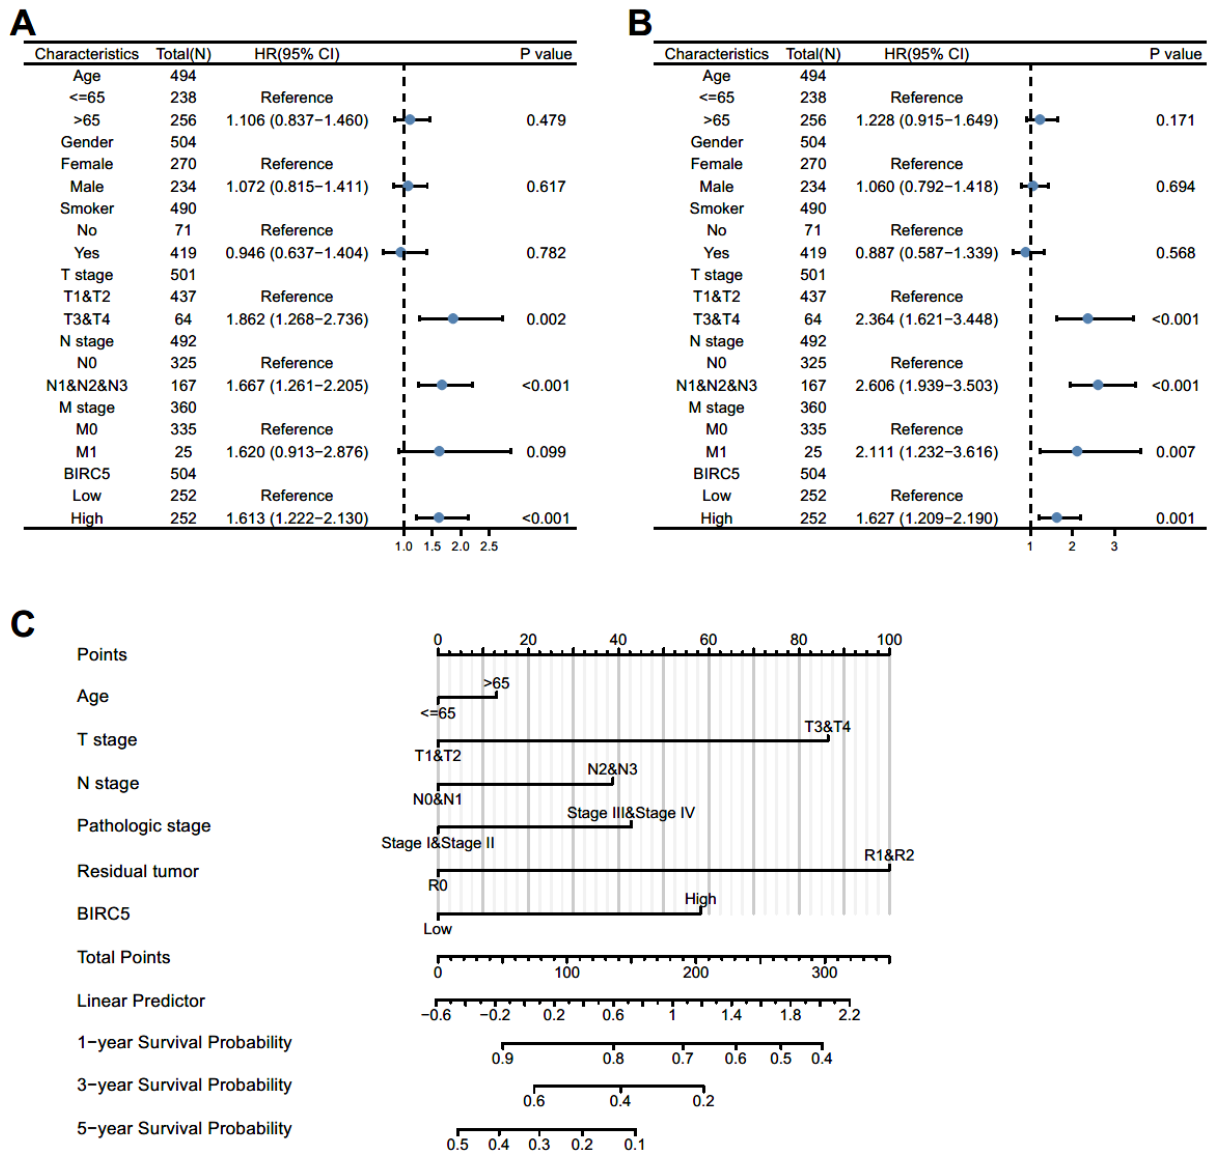 A
Characteristics Total(N) HR(95% CI) P value
Age 494
<=65 238 Reference
>65 256 1.106 (0.837−1.460) 0.479
Gender 504
Female 270 Reference
Male 234 1.072 (0.815−1.411) 0.617
Smoker 490
No 71 Reference
Yes 419 0.946 (0.637−1.404) 0.782
T stage 501
T1&T2 437 Reference
T3&T4 64 1.862 (1.268−2.736) 0.002
N stage 492
N0 325 Reference
N1&N2&N3 167 1.667 (1.261−2.205) <0.001
M stage 360
M0 335 Reference
M1 25 1.620 (0.913−2.876) 0.099
BIRC5 504
Low 252 Reference
High 252 1.613 (1.222−2.130) <0.001
1.0 1.5 2.0 2.5
B
Characteristics Total(N) HR(95% CI) P value
Age 494
<=65 238 Reference
>65 256 1.228 (0.915−1.649) 0.171
Gender 504
Female 270 Reference
Male 234 1.060 (0.792−1.418) 0.694
Smoker 490
No 71 Reference
Yes 419 0.887 (0.587−1.339) 0.568
T stage 501
T1&T2 437 Reference
T3&T4 64 2.364 (1.621−3.448) <0.001
N stage 492
N0 325 Reference
N1&N2&N3 167 2.606 (1.939−3.503) <0.001
M stage 360
M0 335 Reference
M1 25 2.111 (1.232−3.616) 0.007
BIRC5 504
Low 252 Reference
High 252 1.627 (1.209−2.190) 0.001
1 2 3
C
0 20 40 60 80 100
Points
>65
Age
<=65
T3&T4
T stage
T1&T2
N2&N3
N stage
N0&N1
Stage III&Stage IV
Pathologic stage
Stage I&Stage II
R1&R2
Residual tumor
R0
High
BIRC5
Low
Total Points
0 100 200 300
Linear Predictor
−0.6 −0.2 0.2 0.6 1 1.4 1.8 2.2
1−year Survival Probability
0.9 0.8 0.7 0.6 0.5 0.4
3−year Survival Probability
0.6 0.4 0.2
5−year Survival Probability
0.5 0.4 0.3 0.2 0.1